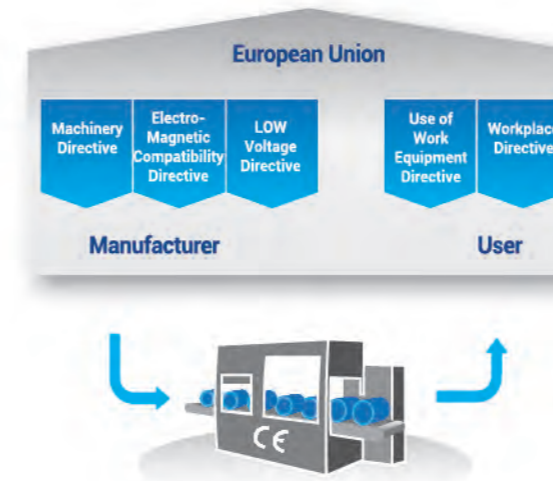 European Union
Machinery
Directive
Electro-
Magnetic
Compatibility
Directive
LOW
Voltage
Directive
Use of
Work
Equipment
Directive
Workplace
Directive
Manufacturer
User
CE